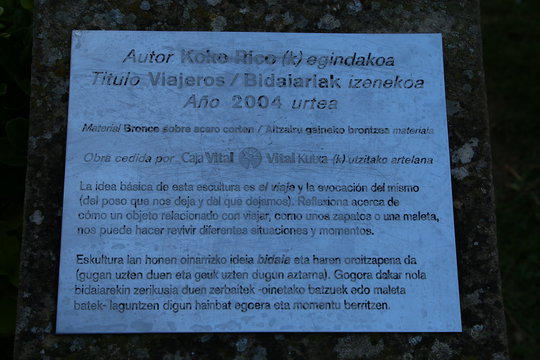 Autor Koko Rico (k) egindakoa
Título Viajeros / Bidaiariak izenekoa
Año 2004 urtea
Material Bronce sobre acero corten / Altzairu gaineko brontzea materiala
Obra cedida por Caja Vital Vital Kutxa (k) utzitako artelana
La idea básica de esta escultura es el viaje y la evocación del mismo
(del poso que nos deja y del que dejamos). Reflexiona acerca de
cómo un objeto relacionado con viajar, como unos zapatos o una maleta,
nos puede hacer revivir diferentes situaciones y momentos.
Eskultura lan honen oinarrizko ideia bidaia eta haren oroitzapena da
(gugan uzten duen eta geuk uzten dugun aztarna). Gogora dakar nola
bidaiarekin zerikusia duen zerbaitek -oinetako batzuek edo maleta
batek- laguntzen digun hainbat egoera eta momentu berritzen.